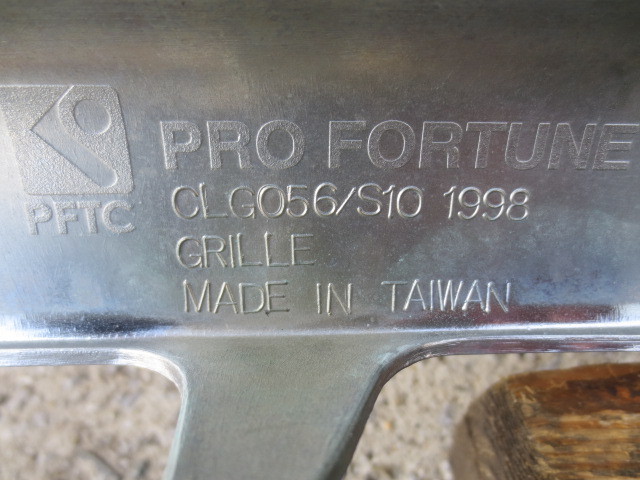 PRO FORTUNE
PFTC
CLG056/S10 1998
GRILLE
MADE IN TAIWAN